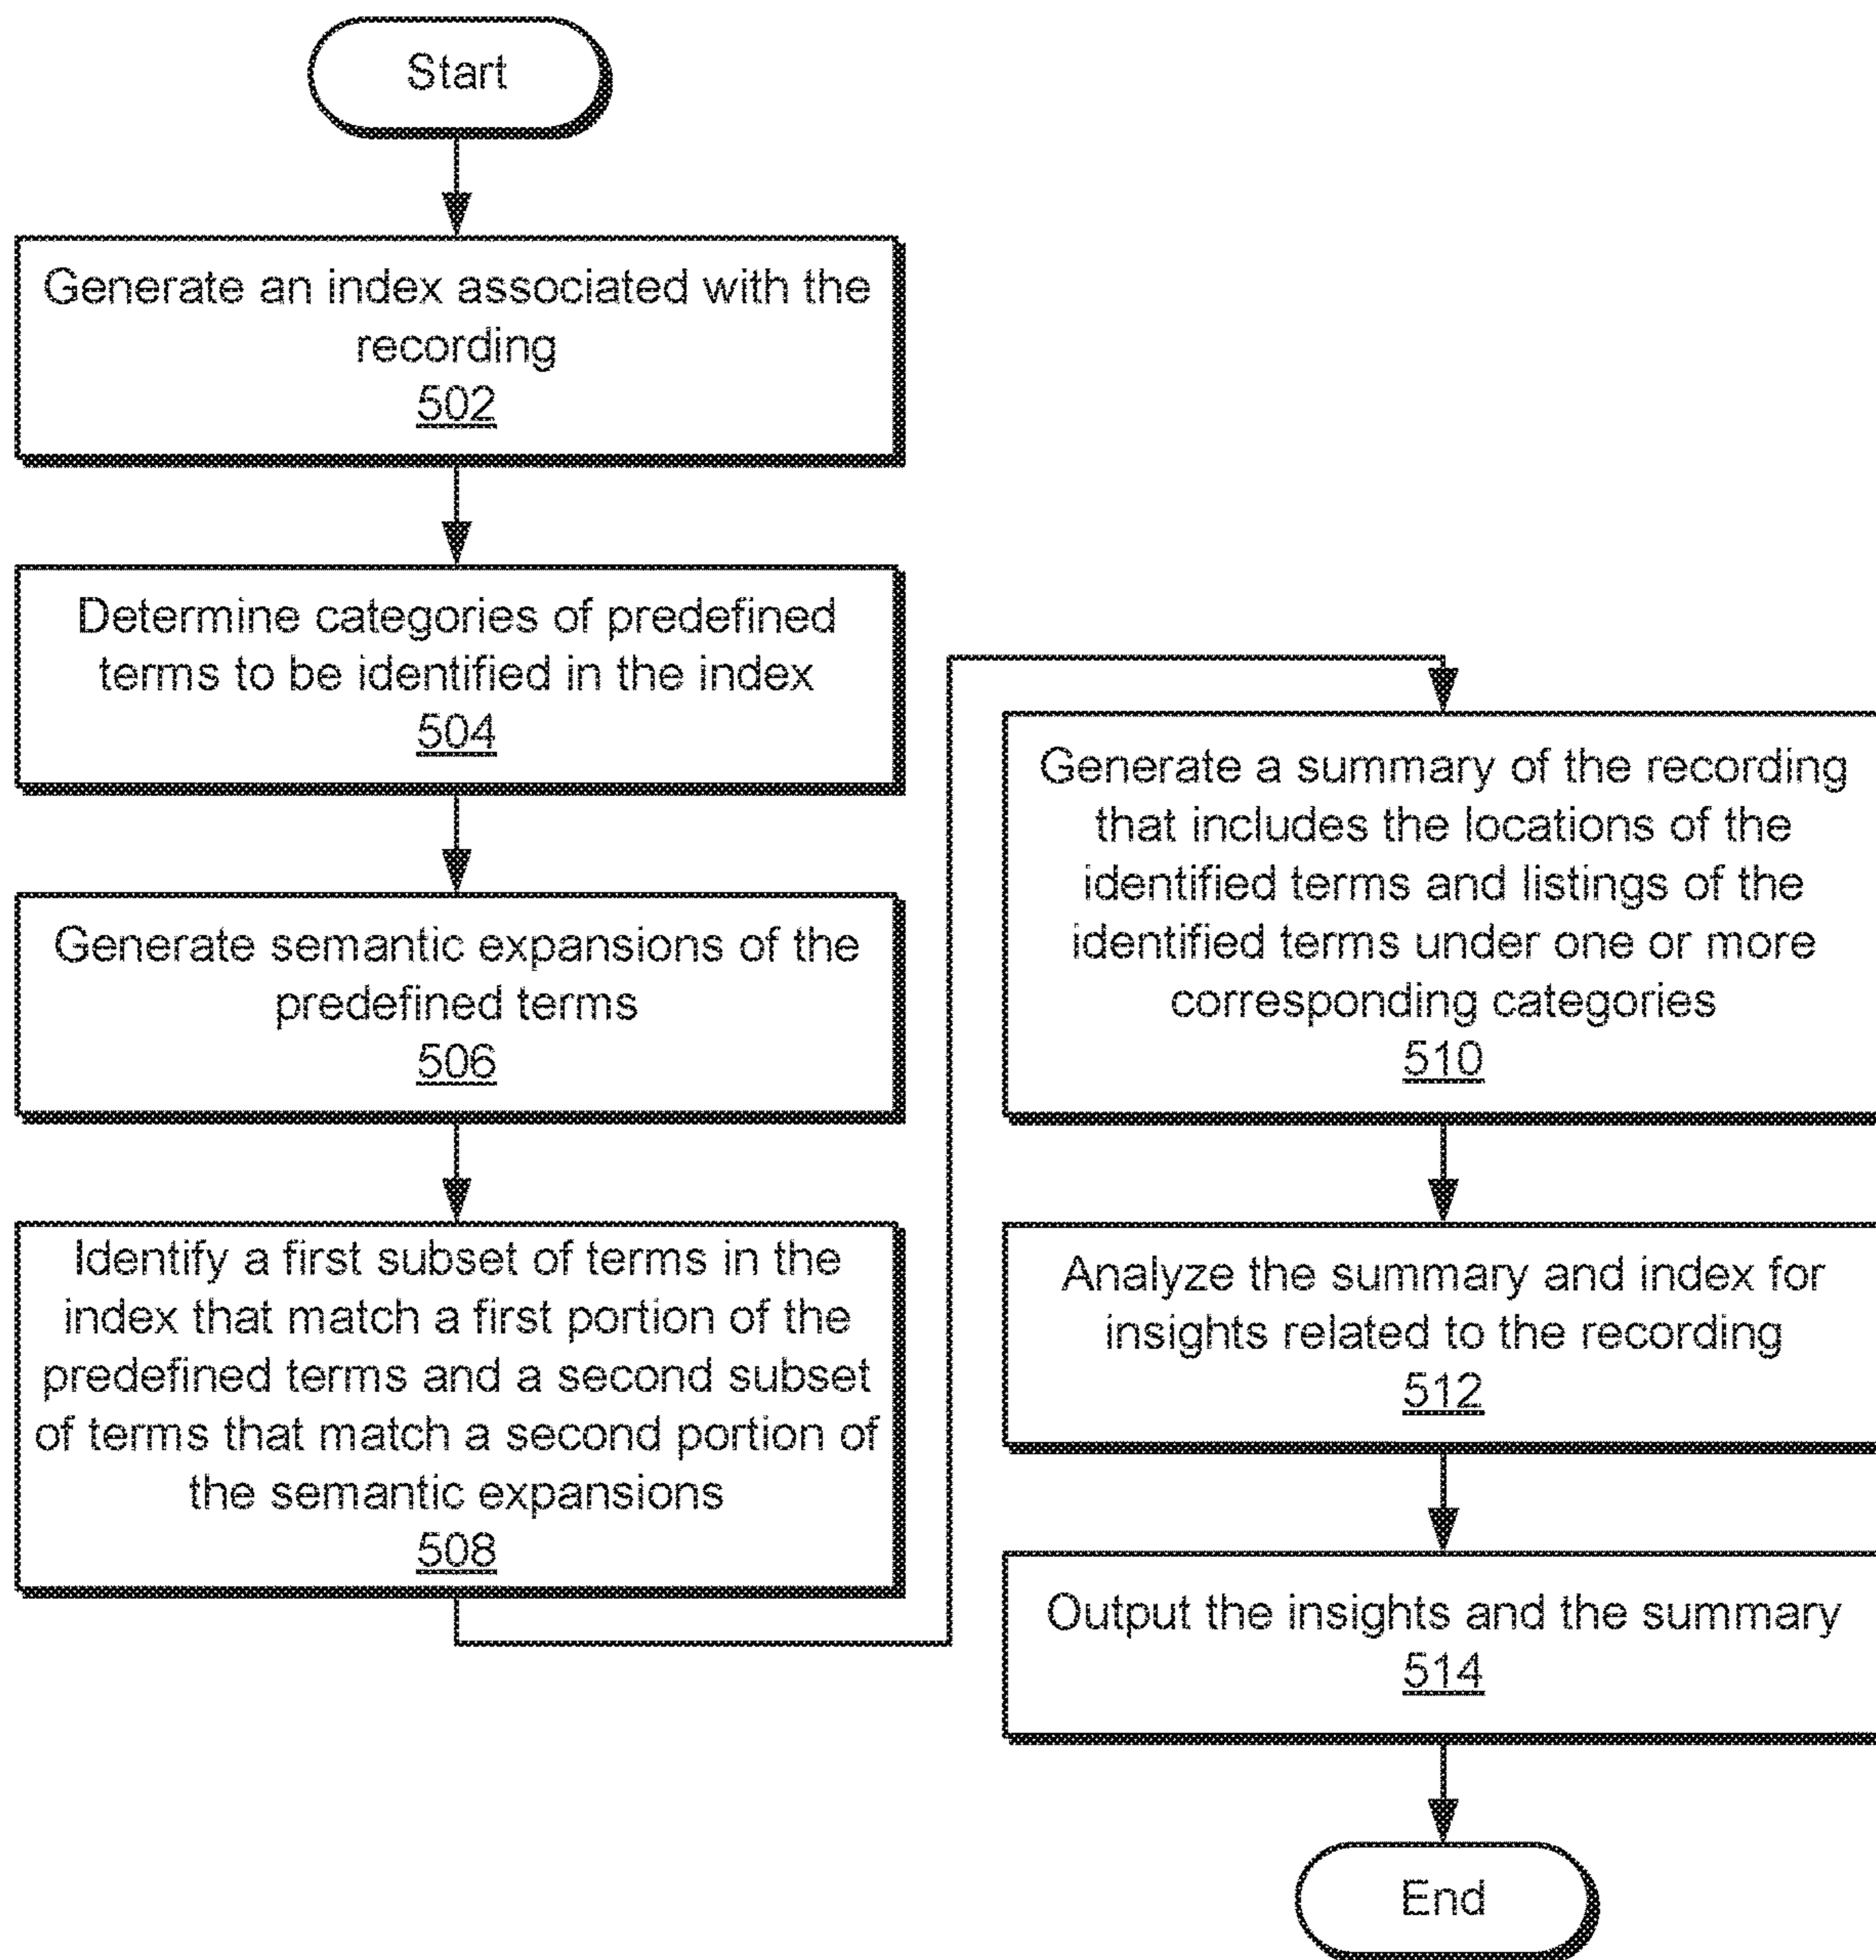 Start
Generate an index associated with the
recording
502
Determine categories of predefined
terms to be identified in the index
504
Generate semantic expansions of the
predefined terms
506
Identify a first subset of terms in the
index that match a first portion of the
predefined terms and a second subset
of terms that match a second portion of
the semantic expansions
508
Generate a summary of the recording
that includes the locations of the
identified terms and listings of the
identified terms under one or more
corresponding categories
510
Analyze the summary and index for
insights related to the recording
512
Output the insights and the summary
514
End